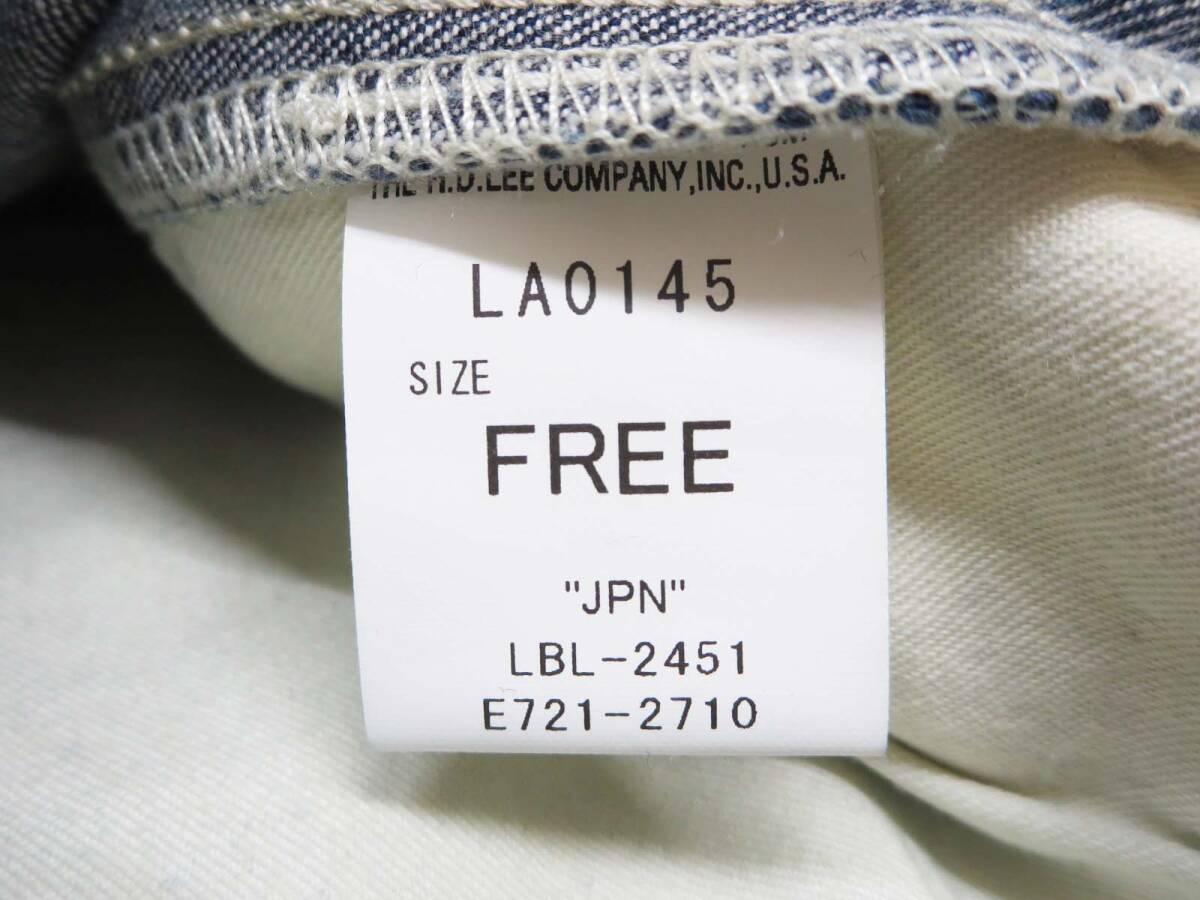 THE H.D.LEE COMPANY,INC.,U.S.A.
LA0145
SIZE
FREE
"JPN"
LBL-2451
E721-2710